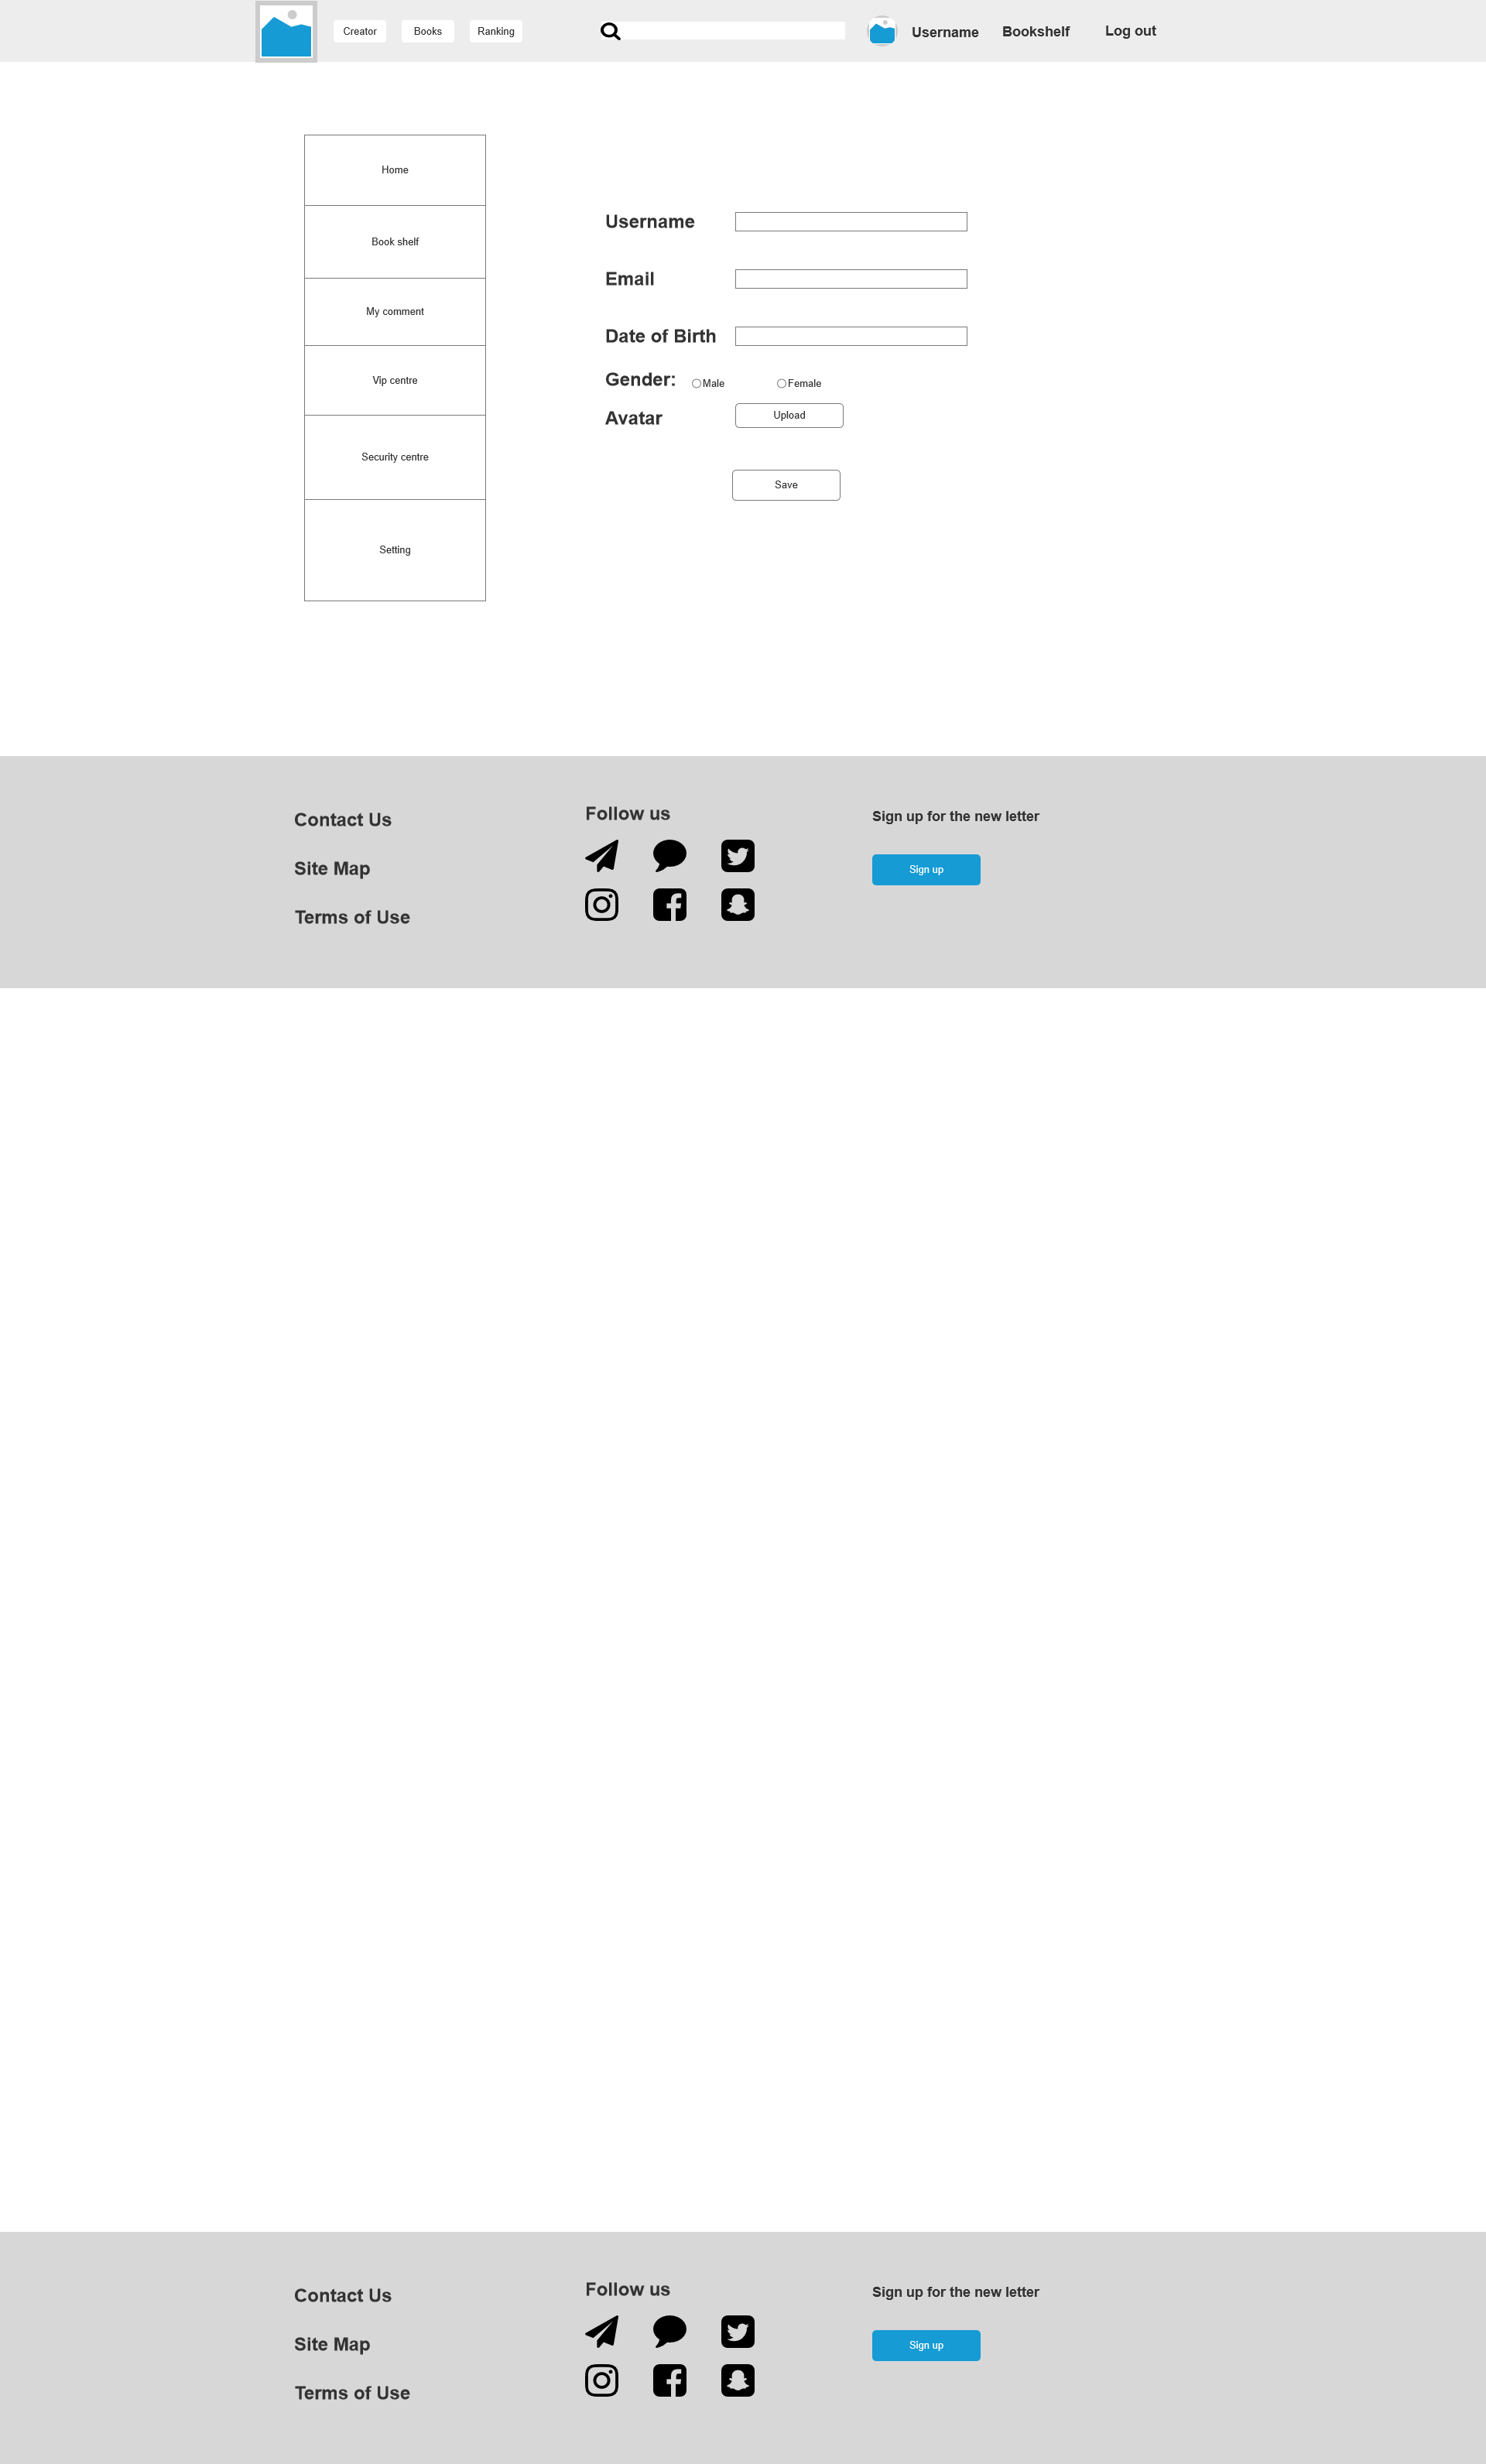 Creator
Books
Ranking
Username
Bookshelf
Log out
Home
Book shelf
My comment
Vip centre
Security centre
Setting
Username
Email
Date of Birth
Gender:
Male
Female
Avatar
Upload
Save
Contact Us
Site Map
Terms of Use
Follow us
Sign up for the new letter
Sign up
Contact Us
Site Map
Terms of Use
Follow us
Sign up for the new letter
Sign up